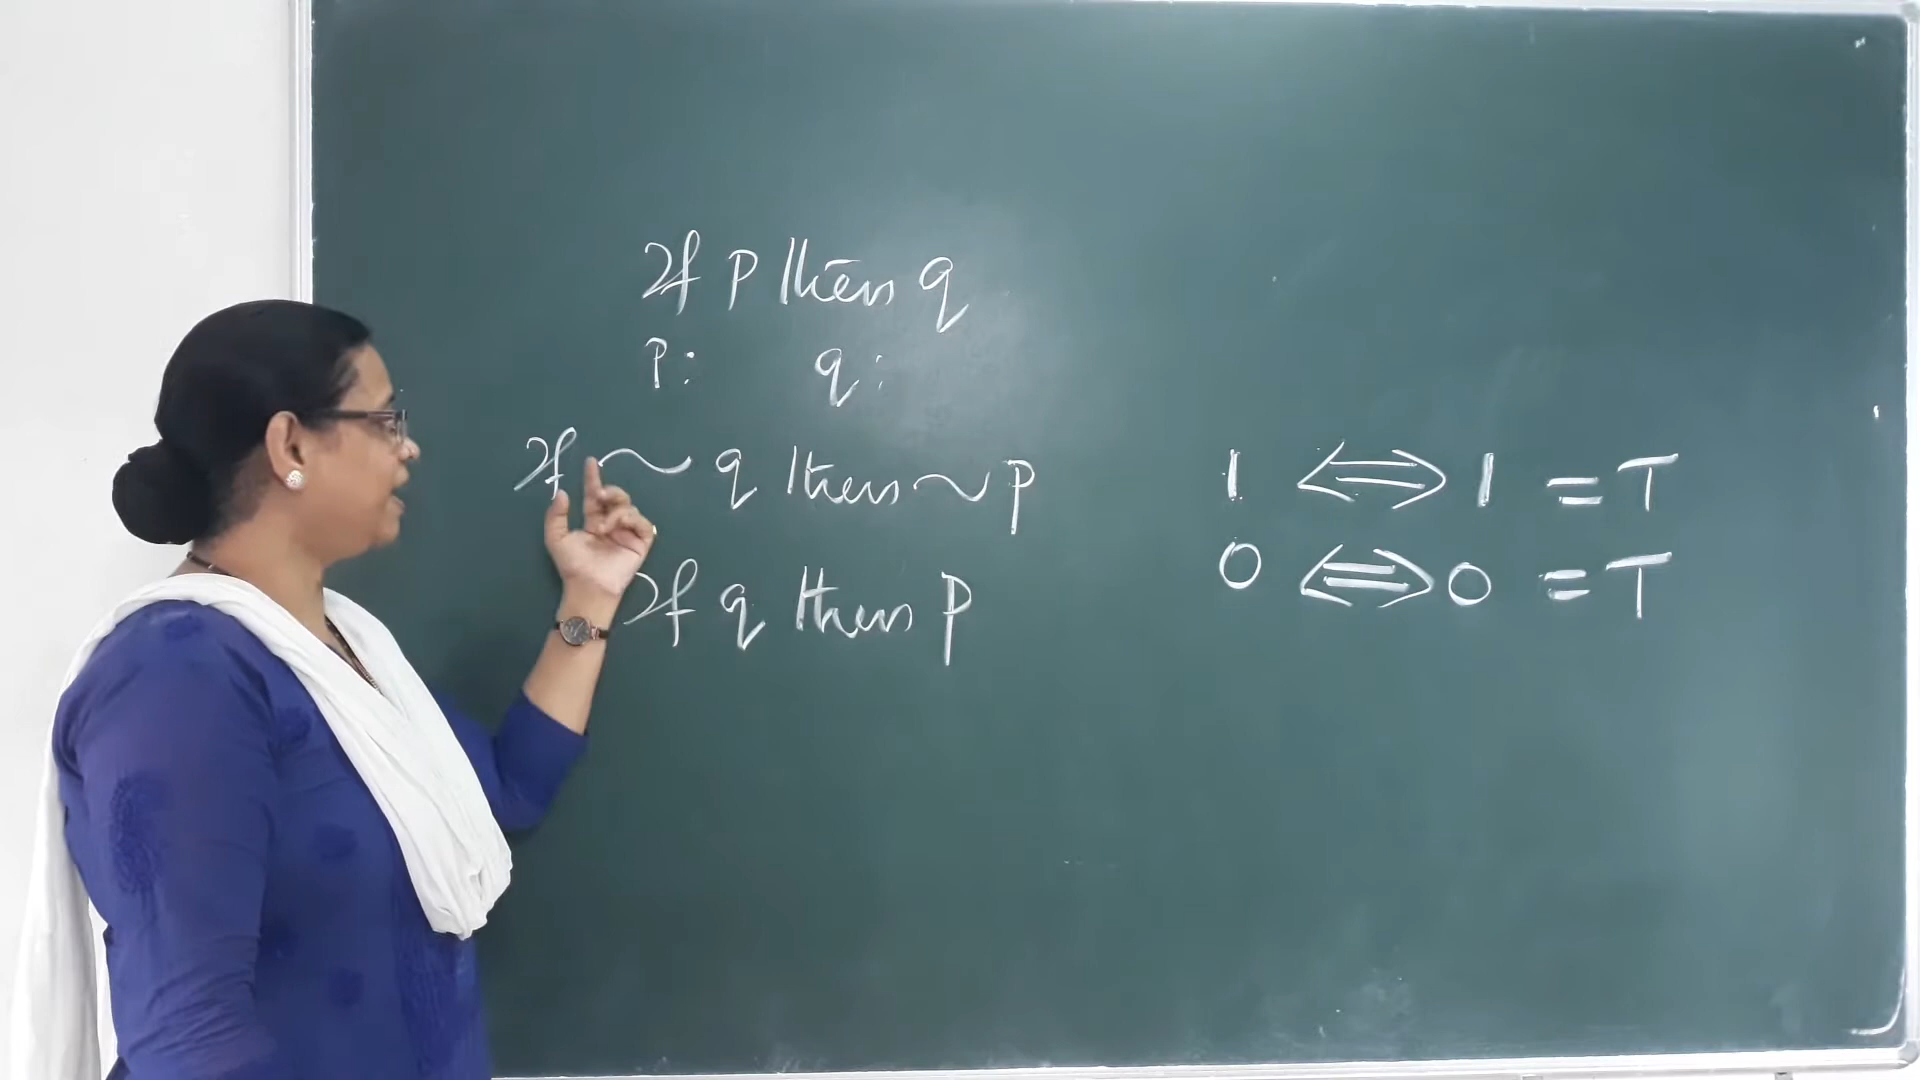 If P then q
P: q:
If ~ q then ~ P
If q then P
1 ⇔ 1 = T
0 ⇔ 0 = T